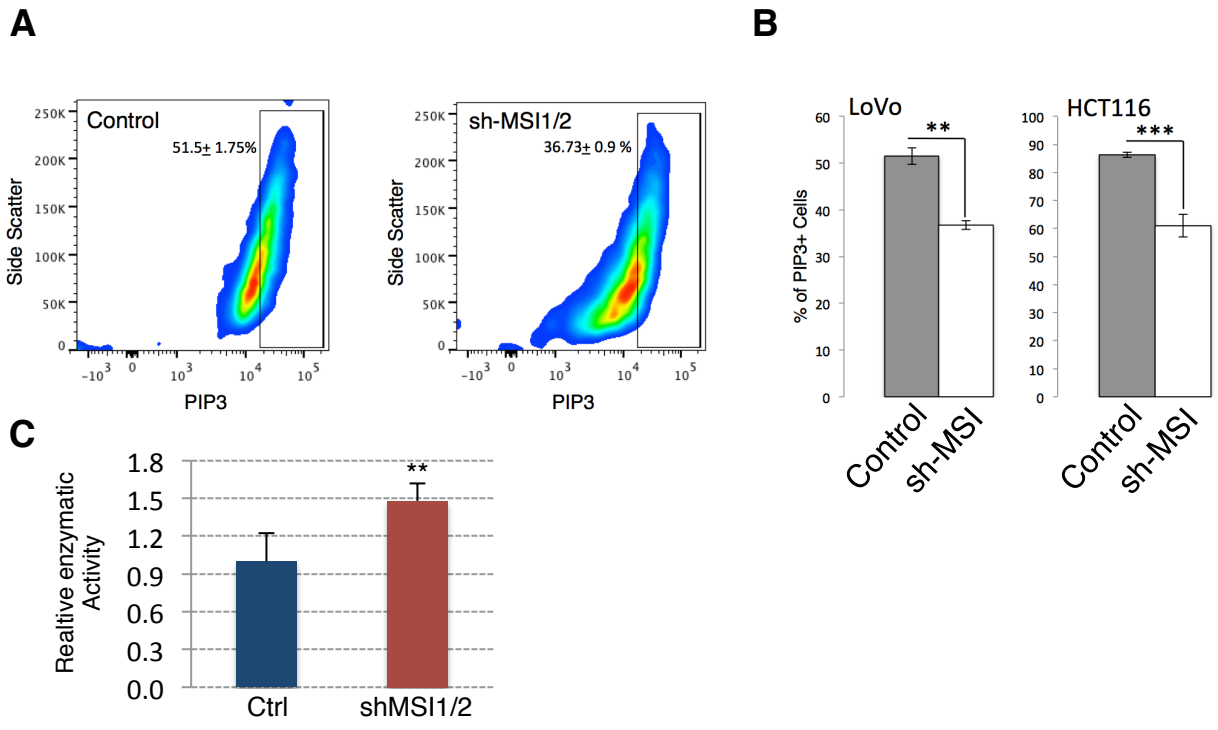 A
B
Control
51.5± 1.75%
250K
200K
150K
100K
50K
0
Side Scatter
-10³ 0 10³ 10⁴ 10⁵
PIP3
sh-MSI1/2
36.73± 0.9 %
250K
200K
150K
100K
50K
0
Side Scatter
-10³ 0 10³ 10⁴ 10⁵
PIP3
LoVo
**
60
50
40
30
20
10
0
% of PIP3+ Cells
Control
sh-MSI
HCT116
***
100
90
80
70
60
50
40
30
20
10
0
Control
sh-MSI
C
**
1.8
1.5
1.2
0.9
0.6
0.3
0.0
Realtive enzymatic
Activity
Ctrl shMSI1/2